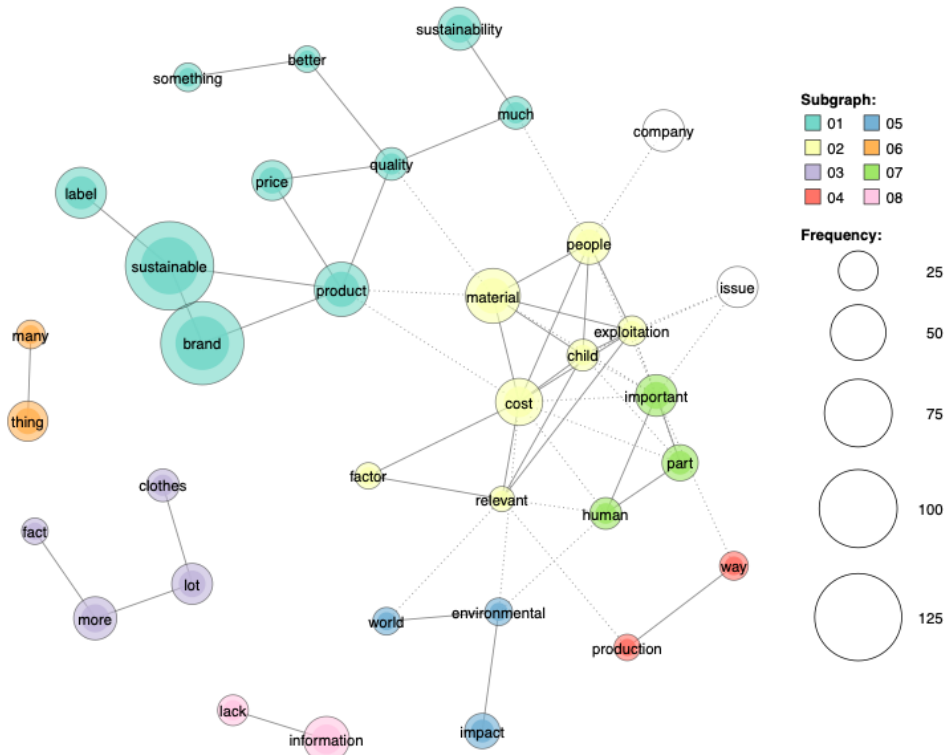 sustainability
better
something
much
company
quality
price
label
people
sustainable
product
material
issue
many
brand
exploitation
child
cost
important
thing
part
factor
clothes
relevant
human
fact
way
lot
more
world
environmental
production
lack
impact
information
Subgraph:
01 05
02 06
03 07
04 08
Frequency:
25
50
75
100
125